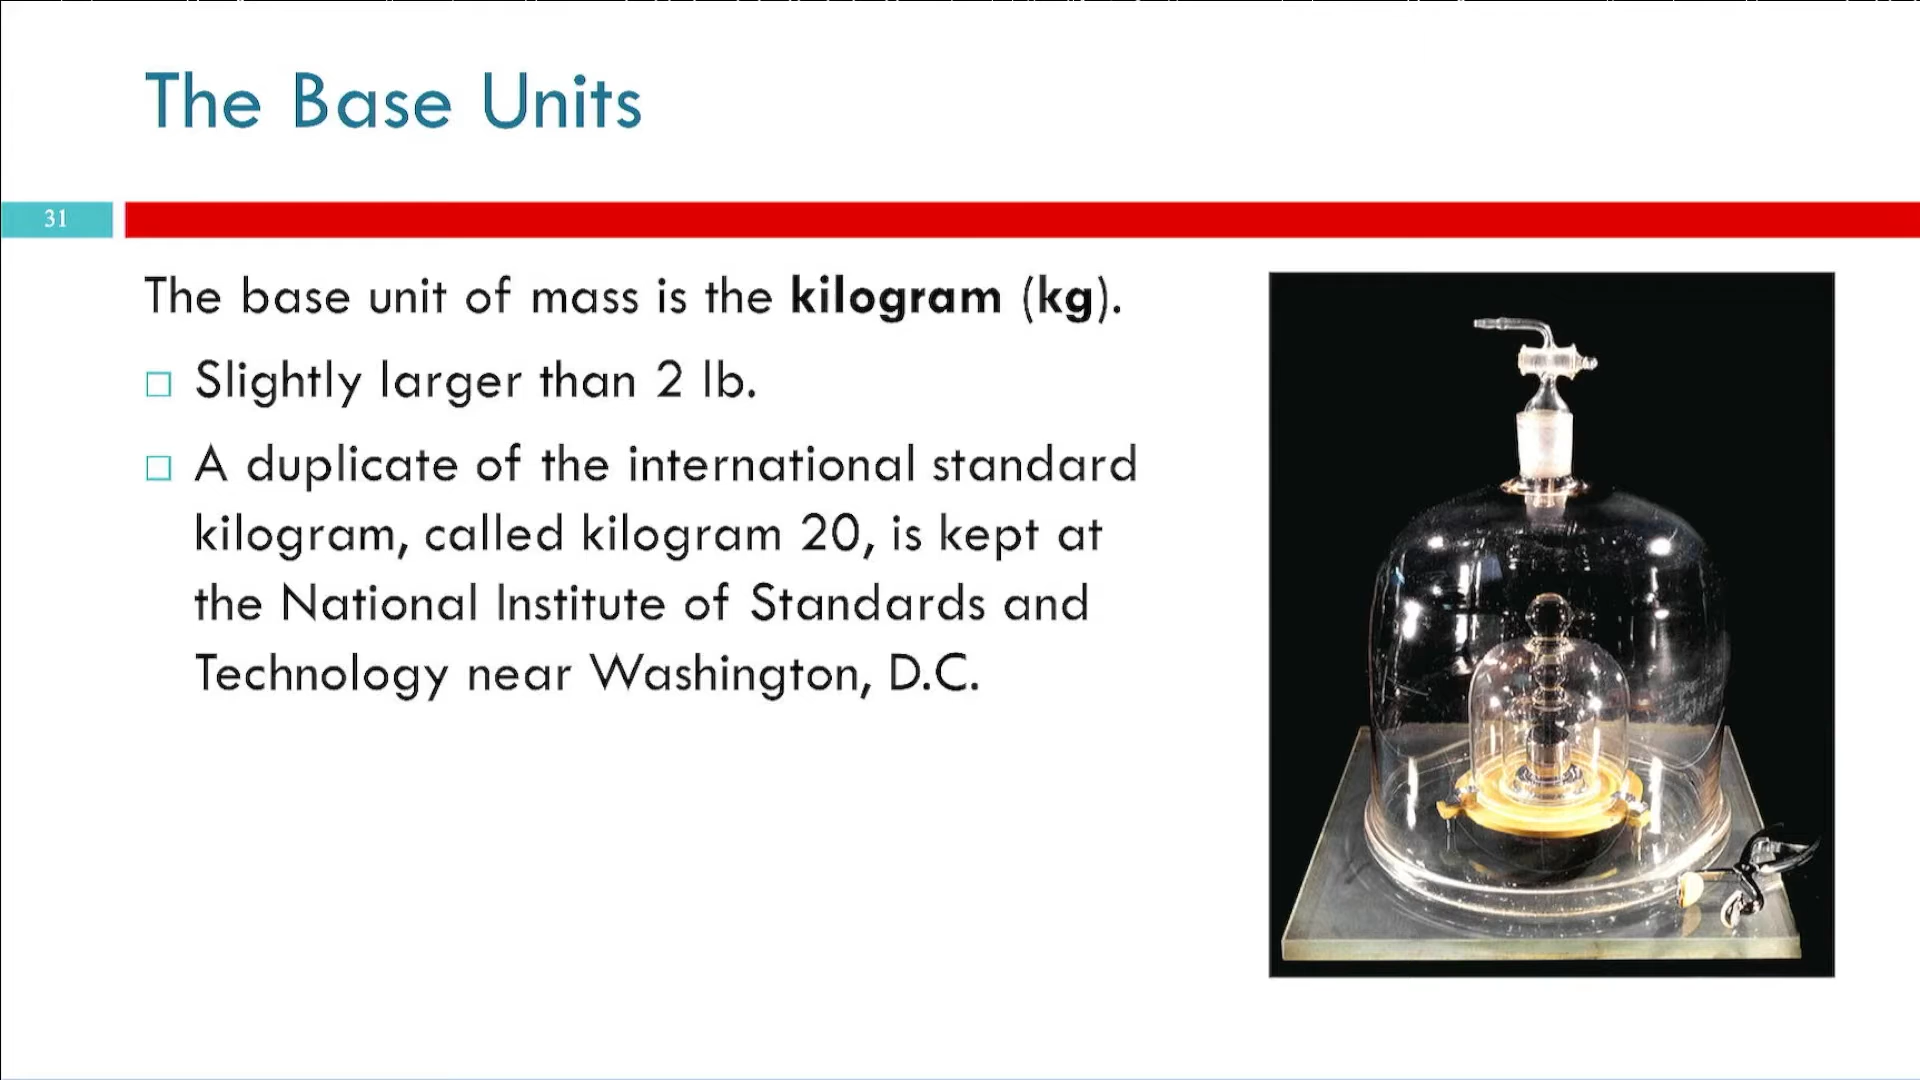 The Base Units
31
The base unit of mass is the kilogram (kg).
Slightly larger than 2 lb.
A duplicate of the international standard
kilogram, called kilogram 20, is kept at
the National Institute of Standards and
Technology near Washington, D.C.